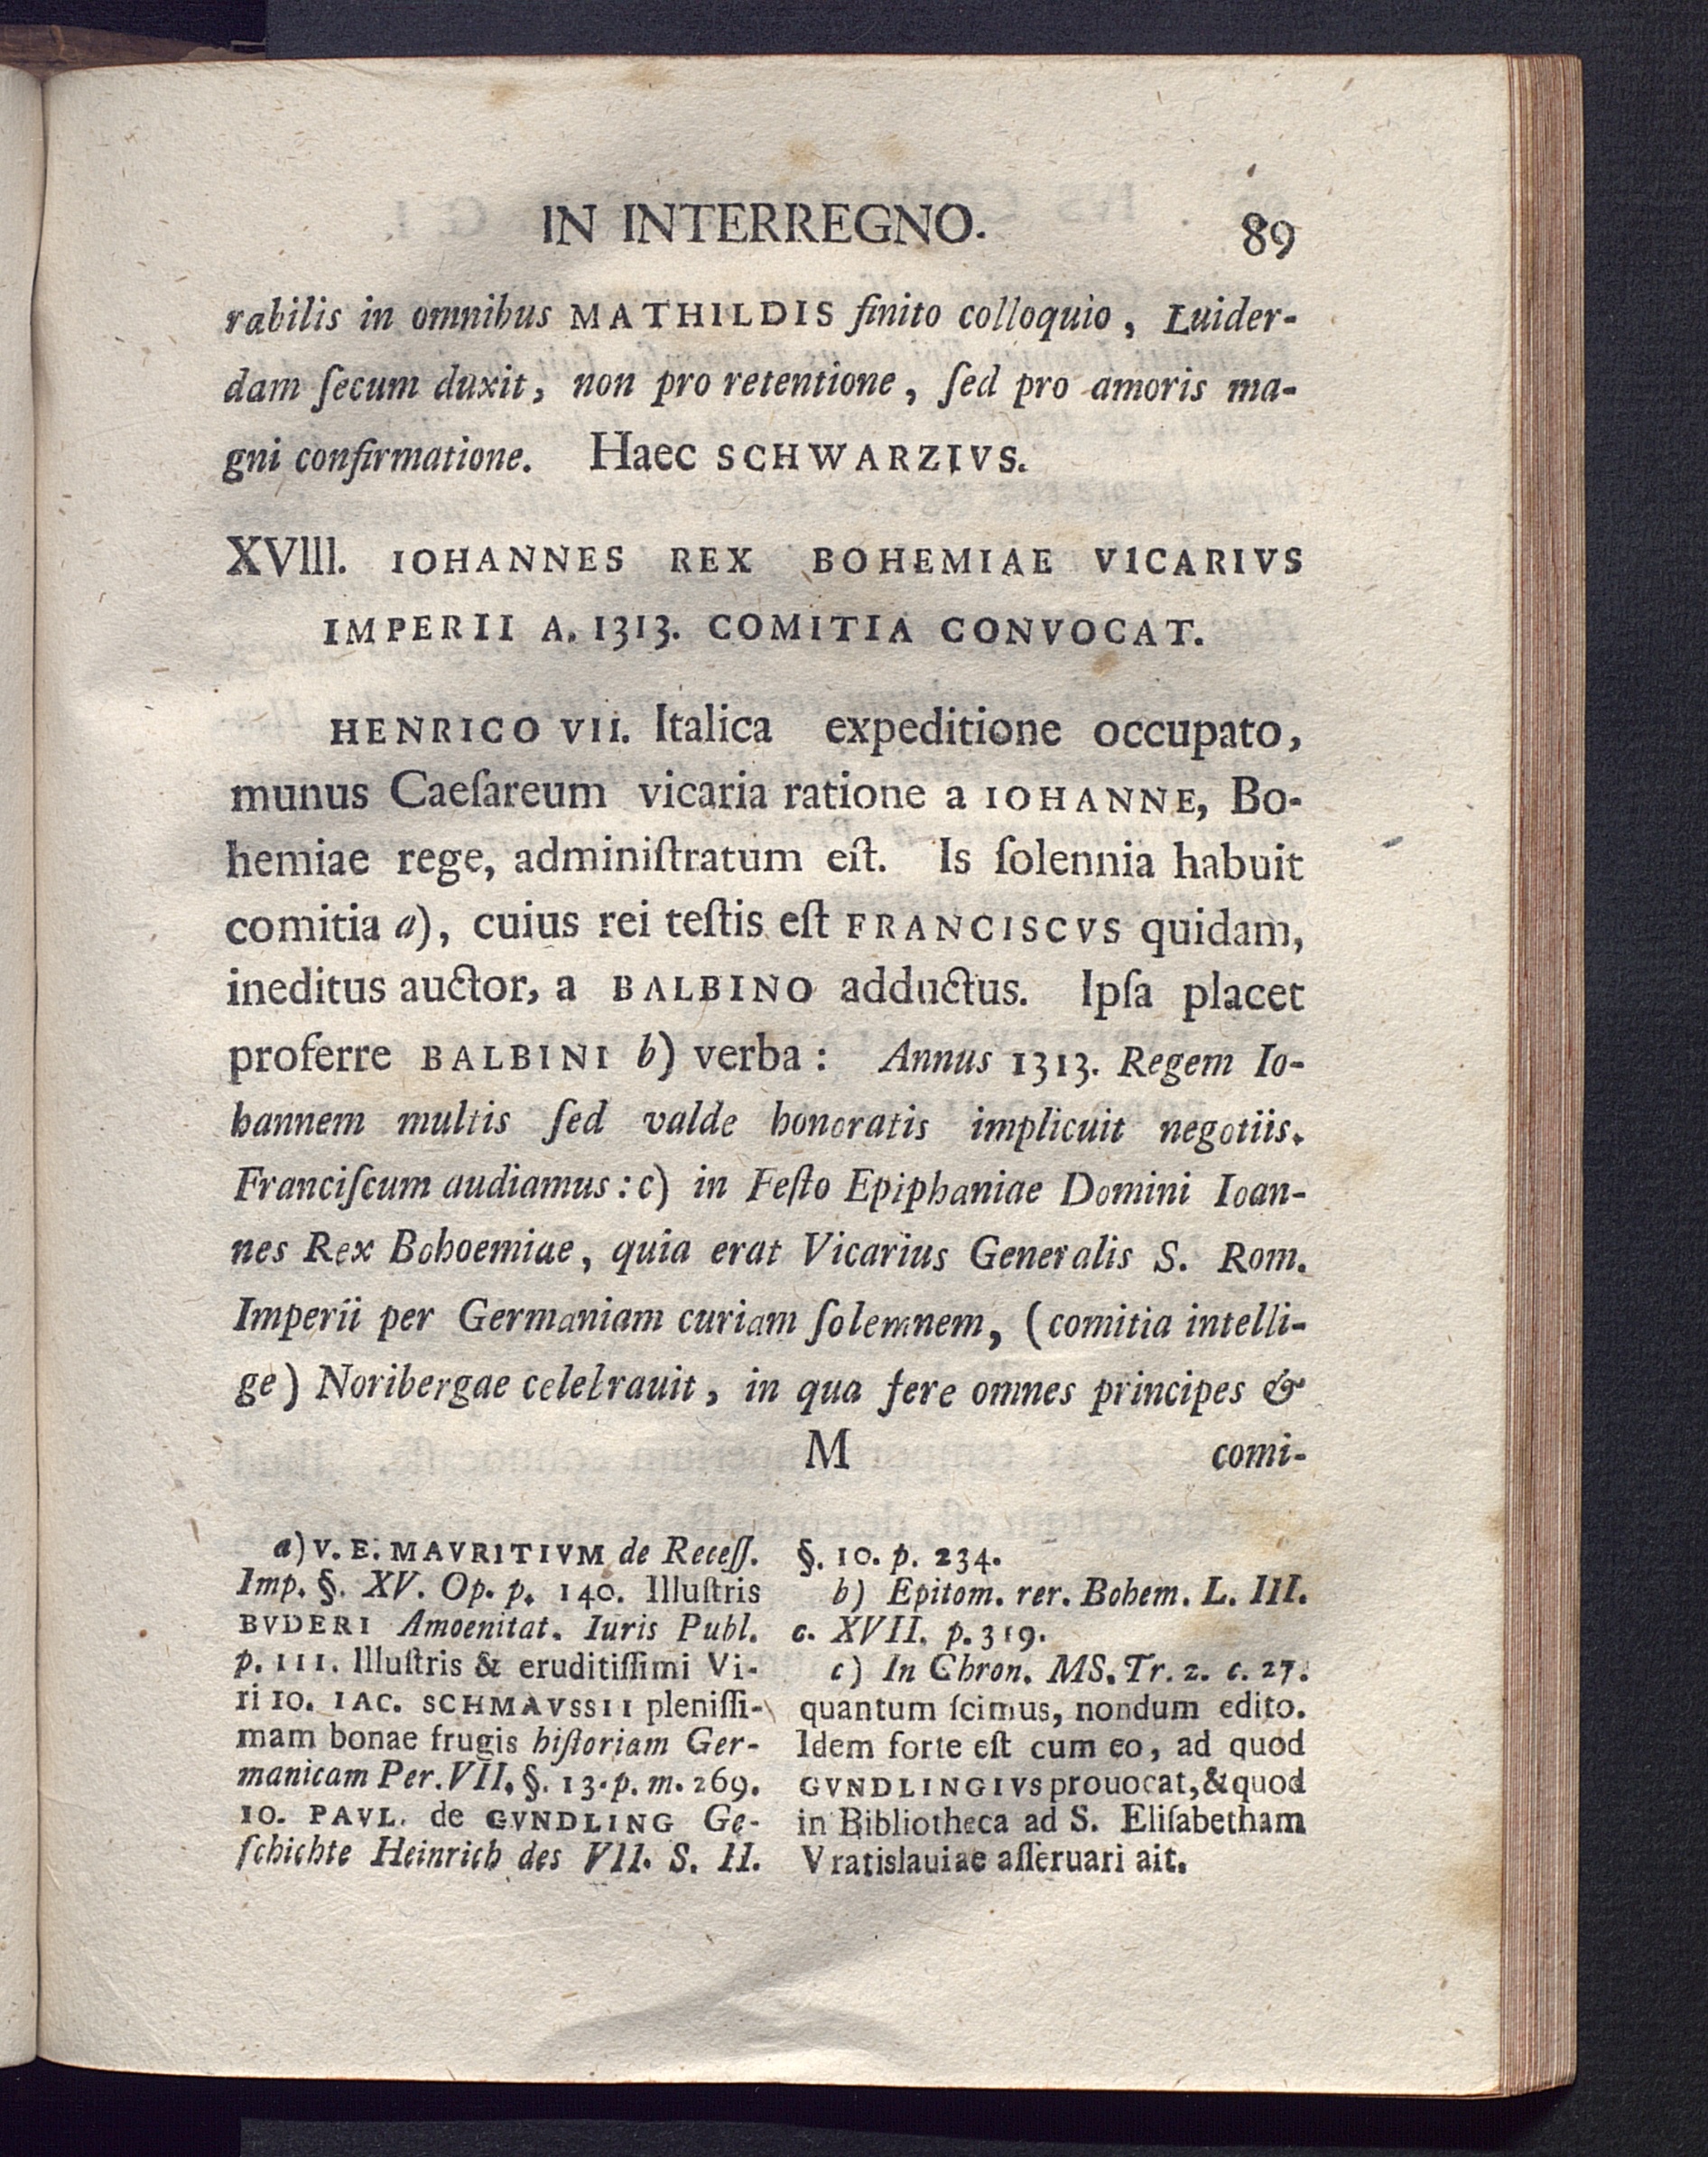 IN INTERREGNO. 89
rabilis in omnibus MATHILDIS finito colloquio, Luider-
dam ſecum duxit, non pro retentione, ſed pro amoris ma-
gni confirmatione. Haec SCHWARZIVS.
XVIII. IOHANNES REX BOHEMIAE VICARIVS
IMPERII A. 1313. COMITIA CONVOCAT.
HENRICO VII. Italica expeditione occupato,
munus Caeſareum vicaria ratione a IOHANNE, Bo-
hemiae rege, adminiſtratum eſt. Is ſolennia habuit
comitia a), cuius rei teſtis eſt FRANCISCVS quidam,
ineditus auctor, a BALBINO adductus. Ipſa placet
proferre BALBINI b) verba: Annus 1313. Regem Io-
hannem multis ſed valde honoratis implicuit negotiis.
Franciſcum audiamus: c) in Feſto Epiphaniae Domini Ioan-
nes Rex Bohoemiae, quia erat Vicarius Generalis S. Rom.
Imperii per Germaniam curiam ſolemnem, (comitia intelli-
ge) Noribergae celebrauit, in qua fere omnes principes &
M comi-
a) V. E. MAVRITIVM de Receſſ.
Imp. §. XV. Op. p. 140. Illuſtris
BVDERI Amoenitat. Iuris Publ.
p. 111. Illuſtris & eruditiſſimi Vi-
ri IO. IAC. SCHMAVSSII pleniſſi-
mam bonae frugis hiſtoriam Ger-
manicam Per. VII. §. 13. p. m. 269.
IO. PAVL. de GVNDLING Ge-
ſchichte Heinrich des VII. S. II.
§. 10. p. 234.
b) Epitom. rer. Bohem. L. III.
c. XVII. p. 319.
c) In Chron. MS. Tr. 2. c. 27.
quantum ſcimus, nondum edito.
Idem forte eſt cum eo, ad quod
GVNDLINGIVS prouocat, & quod
in Bibliotheca ad S. Eliſabetham
Vratislauiae aſſeruari ait.